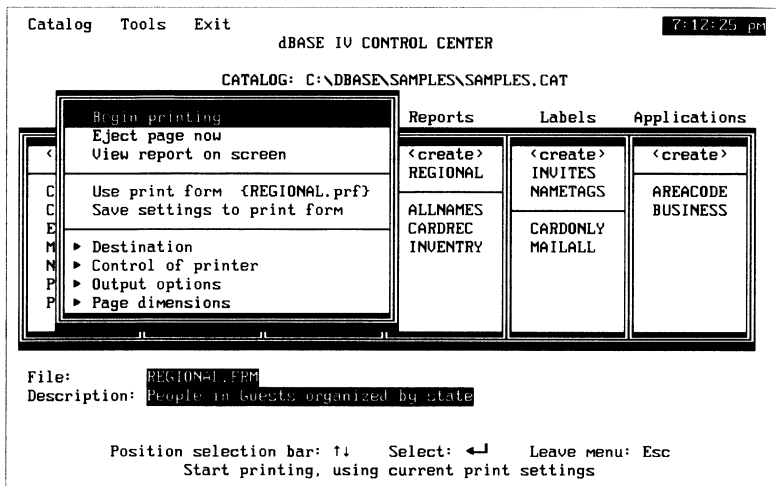 Catalog Tools Exit 7:12:25 pm
dBASE IV CONTROL CENTER
CATALOG: C:\DBASE\SAMPLES\SAMPLES.CAT
Begin printing
Eject page now
View report on screen
Use print form {REGIONAL.prf}
Save settings to print form
► Destination
► Control of printer
► Output options
► Page dimensions
<
C
C
E
M
N
P
P
Reports
<create>
REGIONAL
ALLNAMES
CARDREC
INVENTRY
Labels
<create>
INVITES
NAMETAGS
CARDONLY
MAILALL
Applications
<create>
AREACODE
BUSINESS
File: REGIONAL.FRM
Description: People in Guests organized by state
Position selection bar: ↑↓ Select: ↵ Leave menu: Esc
Start printing, using current print settings